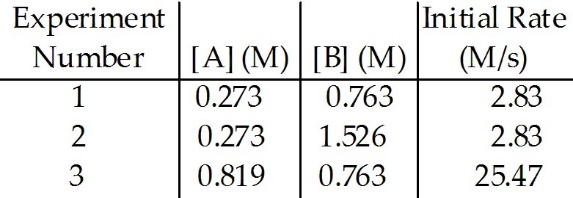 Experiment Initial Rate
Number [A] (M) [B] (M) (M/s)
1 0.273 0.763 2.83
2 0.273 1.526 2.83
3 0.819 0.763 25.47